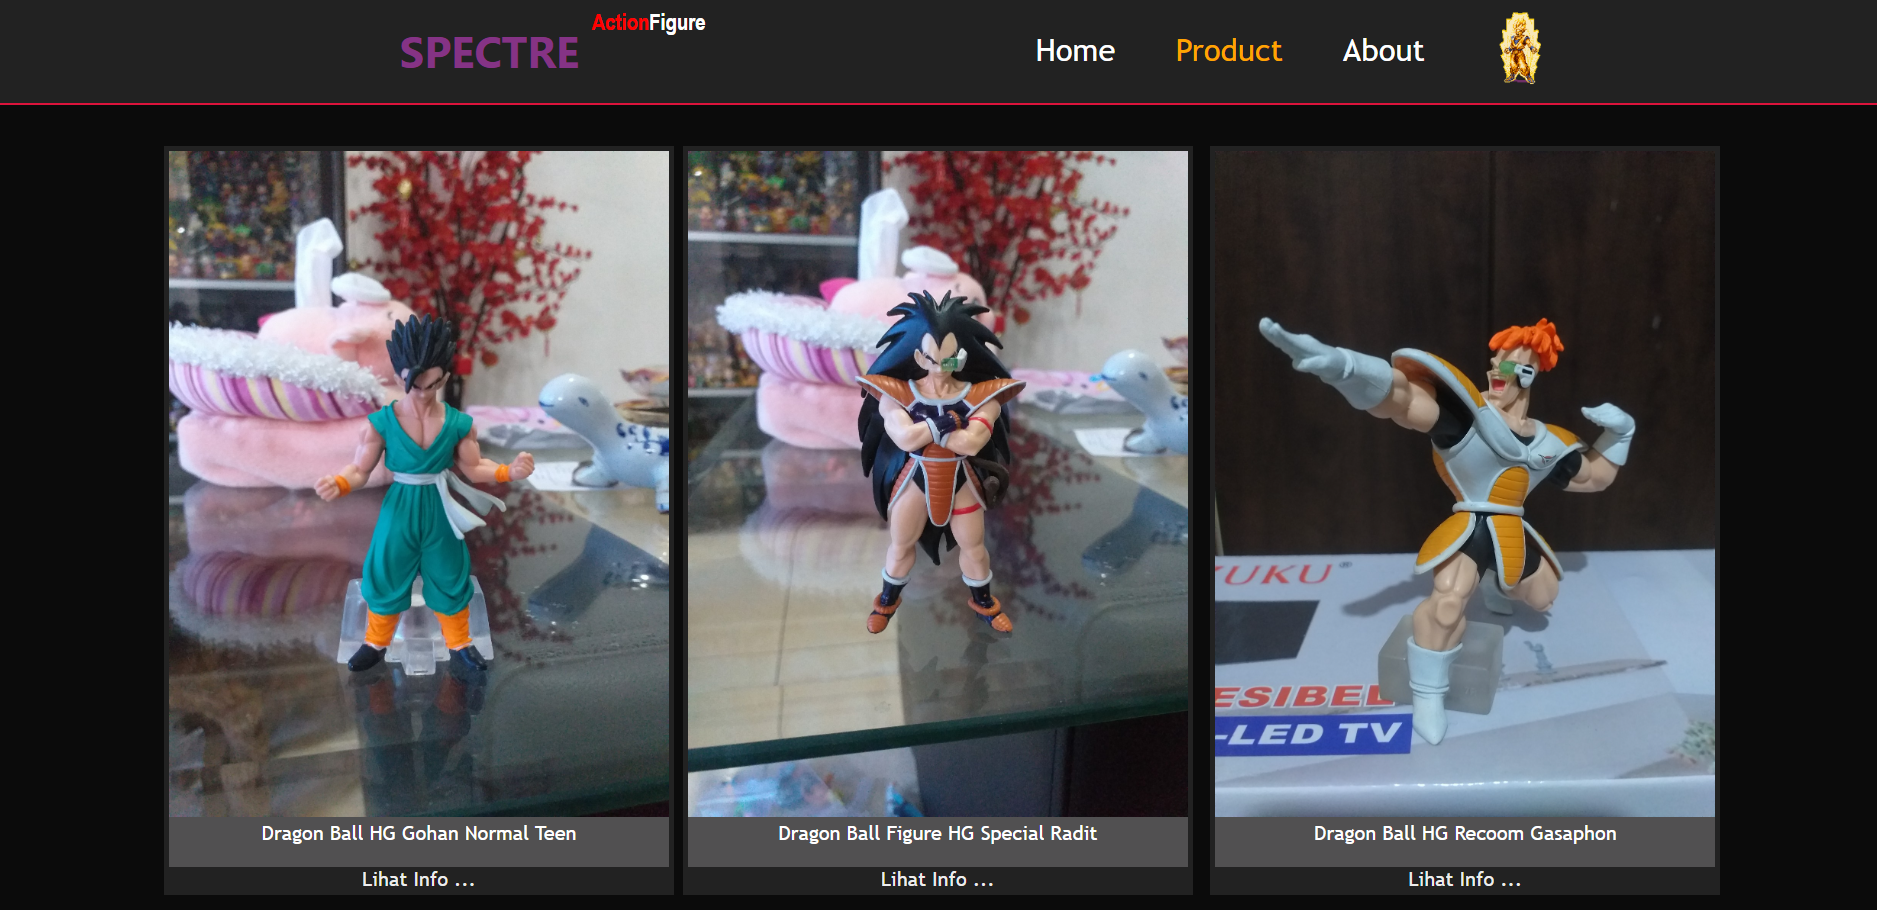 SPECTRE ActionFigure
Home Product About
UKU®
ESIBEL
-LED TV
Dragon Ball HG Gohan Normal Teen
Dragon Ball Figure HG Special Radit
Dragon Ball HG Recoom Gasaphon
Lihat Info ...
Lihat Info ...
Lihat Info ...